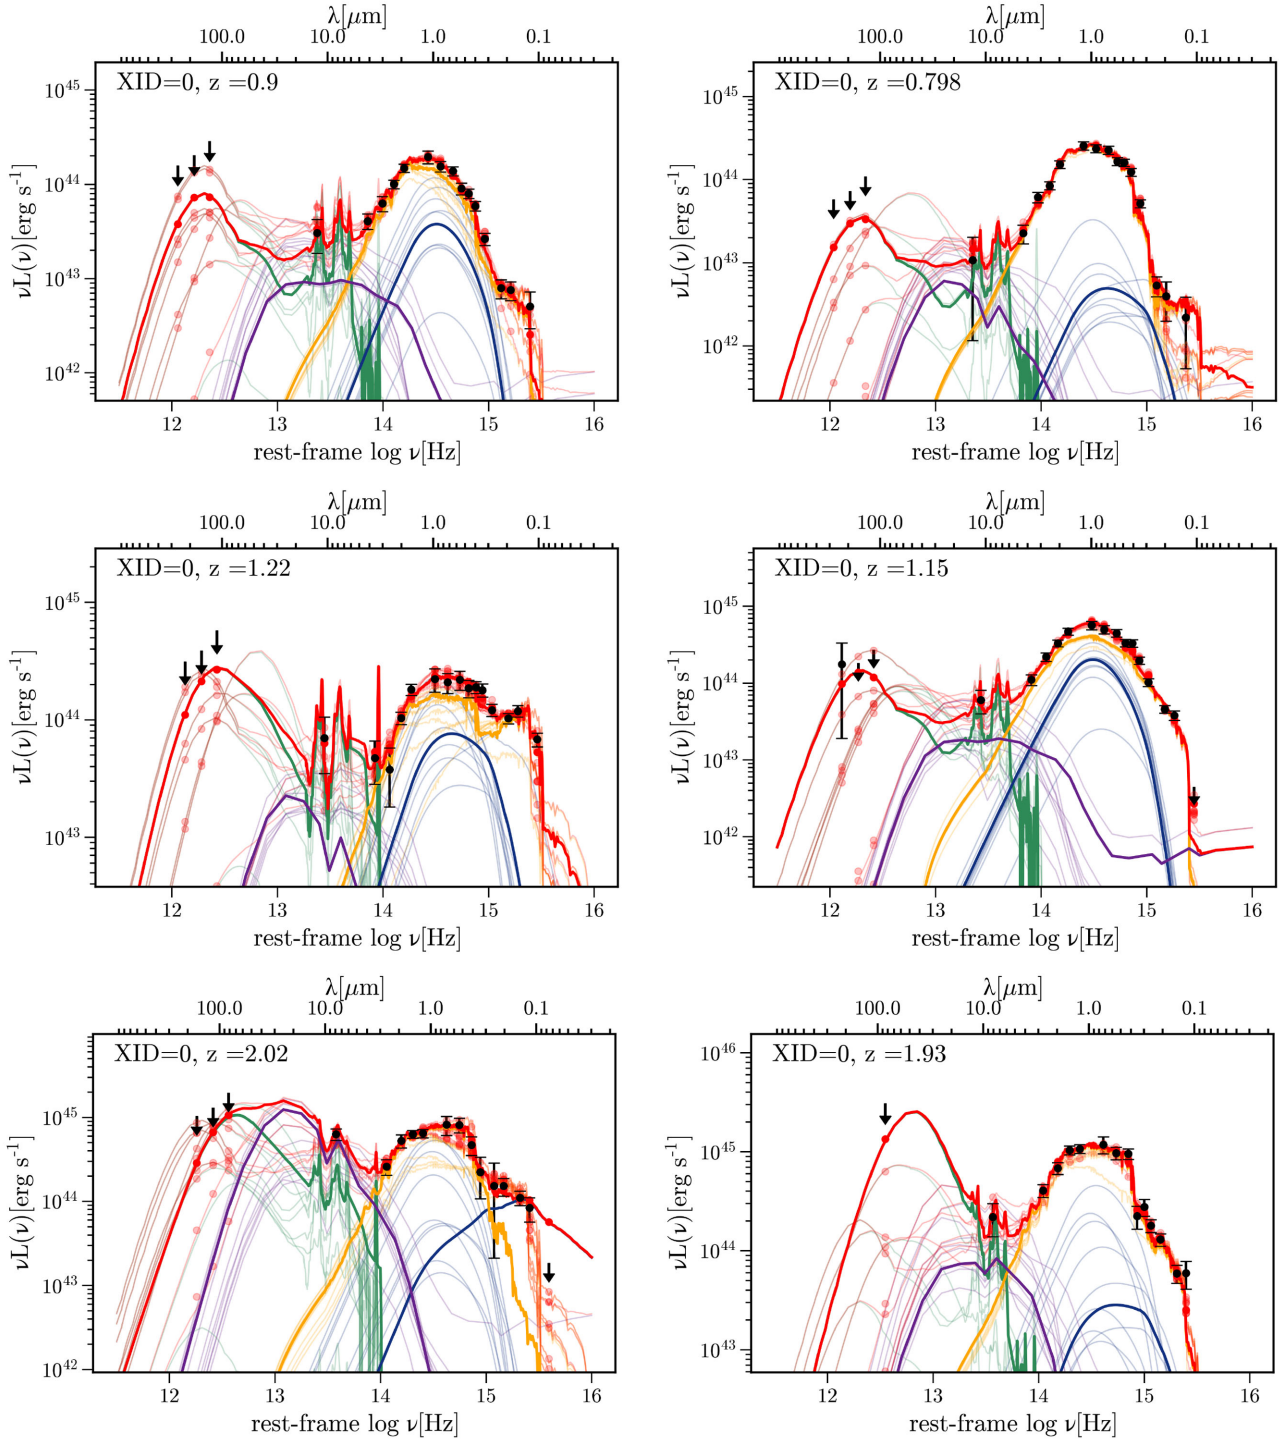 λ[μm] λ[μm]
100.0 10.0 1.0 0.1 100.0 10.0 1.0 0.1
XID=0, z =0.9 XID=0, z =0.798
10^45 10^45
10^44 10^44
10^43 10^43
10^42 10^42
νL(ν)[erg s^-1] νL(ν)[erg s^-1]
12 13 14 15 16 12 13 14 15 16
rest-frame log ν[Hz] rest-frame log ν[Hz]
λ[μm] λ[μm]
100.0 10.0 1.0 0.1 100.0 10.0 1.0 0.1
XID=0, z =1.22 XID=0, z =1.15
10^45 10^45
10^44 10^44
10^43 10^43
10^42
νL(ν)[erg s^-1] νL(ν)[erg s^-1]
12 13 14 15 16 12 13 14 15 16
rest-frame log ν[Hz] rest-frame log ν[Hz]
λ[μm] λ[μm]
100.0 10.0 1.0 0.1 100.0 10.0 1.0 0.1
XID=0, z =2.02 XID=0, z =1.93
10^46
10^45 10^45
10^44 10^44
10^43 10^43
10^42
νL(ν)[erg s^-1] νL(ν)[erg s^-1]
12 13 14 15 16 12 13 14 15 16
rest-frame log ν[Hz] rest-frame log ν[Hz]